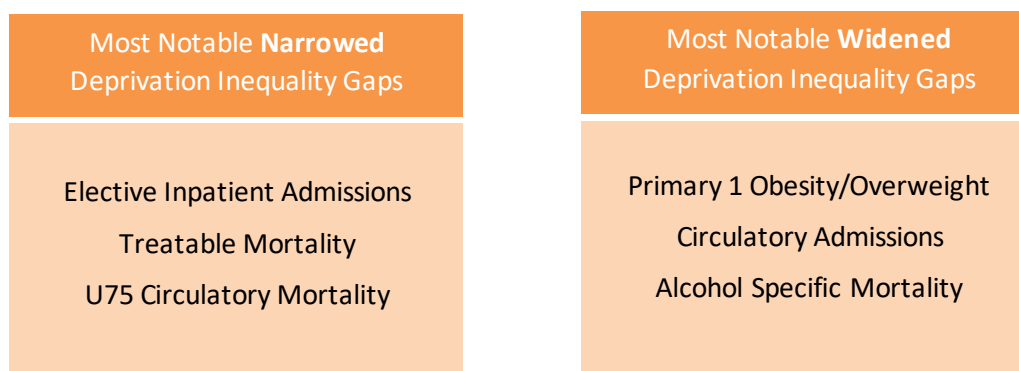 Most Notable Narrowed
Deprivation Inequality Gaps
Elective Inpatient Admissions
Treatable Mortality
U75 Circulatory Mortality
Most Notable Widened
Deprivation Inequality Gaps
Primary 1 Obesity/Overweight
Circulatory Admissions
Alcohol Specific Mortality